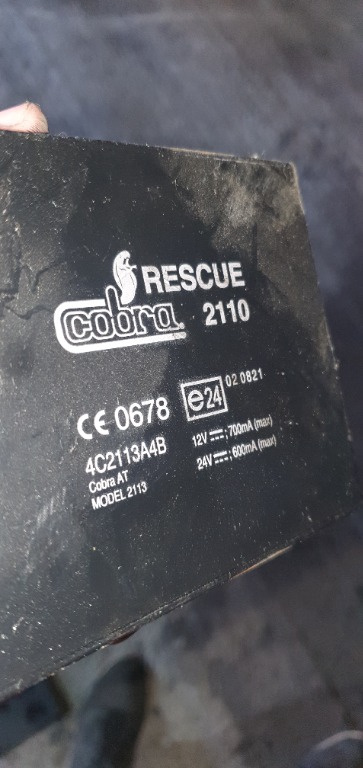 RESCUE
cobra® 2110
CE 0678 e24 02 0821
4C2113A4B 12V ⎓; 700mA (max)
Cobra AT 24V ⎓; 600mA (max)
MODEL 2113